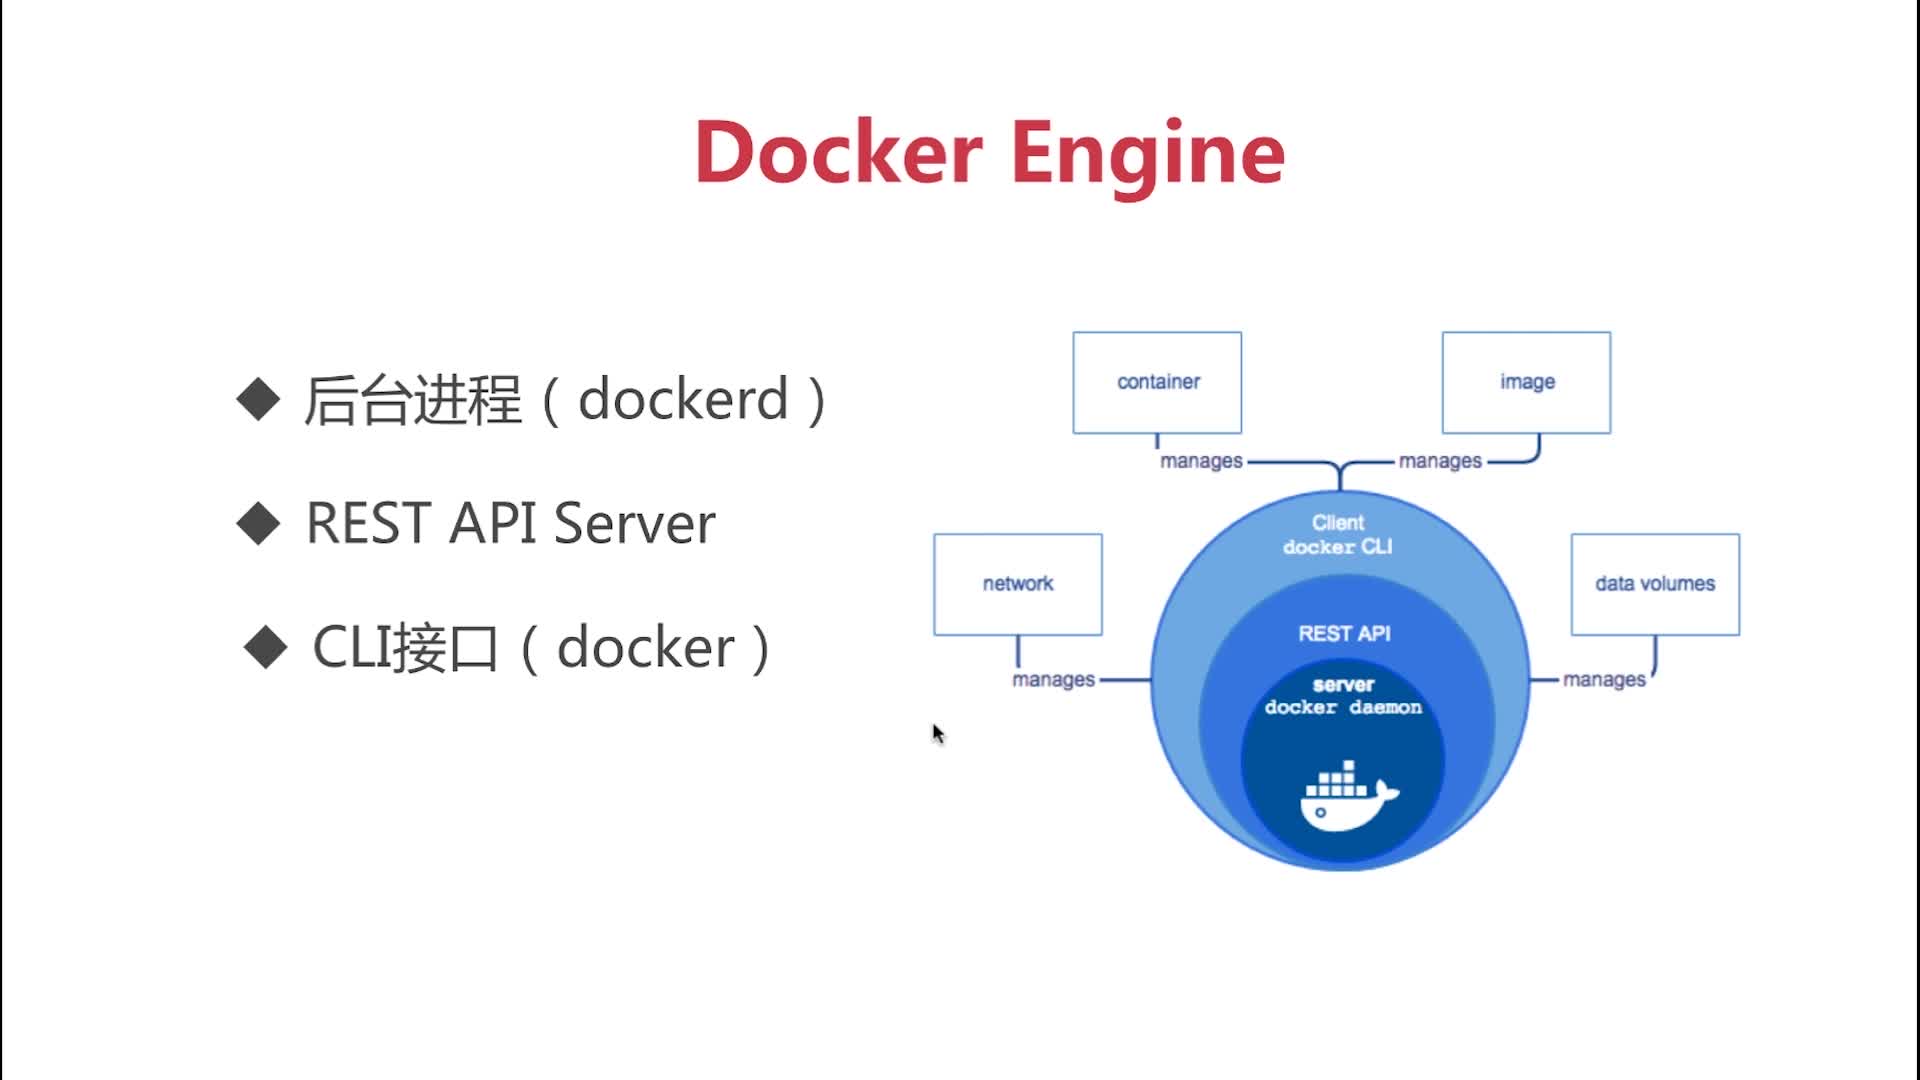 Docker Engine
◆ 后台进程（dockerd）
◆ REST API Server
◆ CLI接口（docker）
container
image
manages
manages
Client
docker CLI
network
data volumes
REST API
manages
server
docker daemon
manages